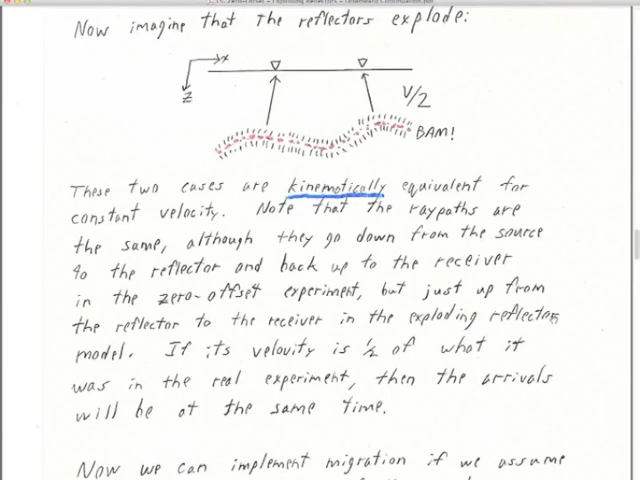 Now imagine that the reflectors explode:
x
z
V/2
BAM!
These two cases are kinematically equivalent for
constant velocity. Note that the raypaths are
the same, although they go down from the source
to the reflector and back up to the receiver
in the zero-offset experiment, but just up from
the reflector to the receiver in the exploding reflectors
model. If its velovity is 1/2 of what it
was in the real experiment, then the arrivals
will be at the same time.
Now we can implement migration if we assume